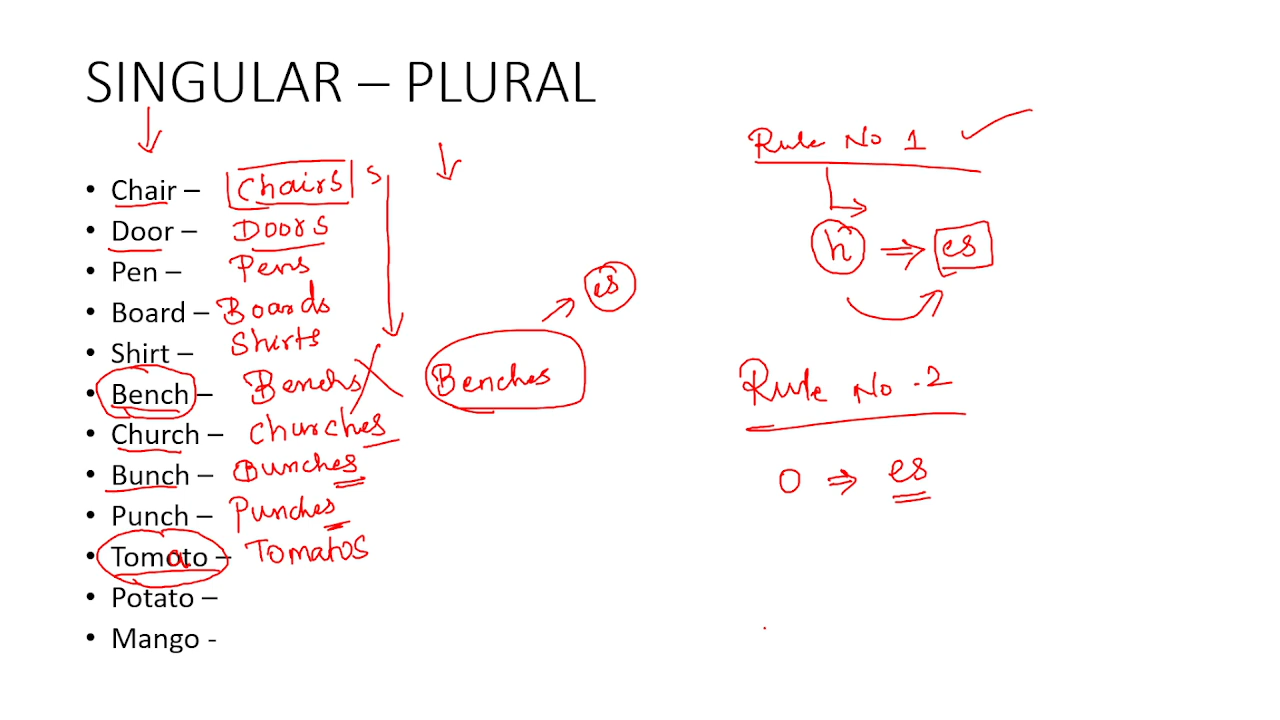 SINGULAR – PLURAL
• Chair – Chairs s
• Door – Doors
• Pen – Pens
• Board – Boards
• Shirt – Shirts
• Bench – Benchs Benches es
• Church – churches
• Bunch – Bunches
• Punch – Punches
• Tomato – Tomatos
• Potato –
• Mango -
Rule No 1
h ⇒ es
Rule No.2
o ⇒ es